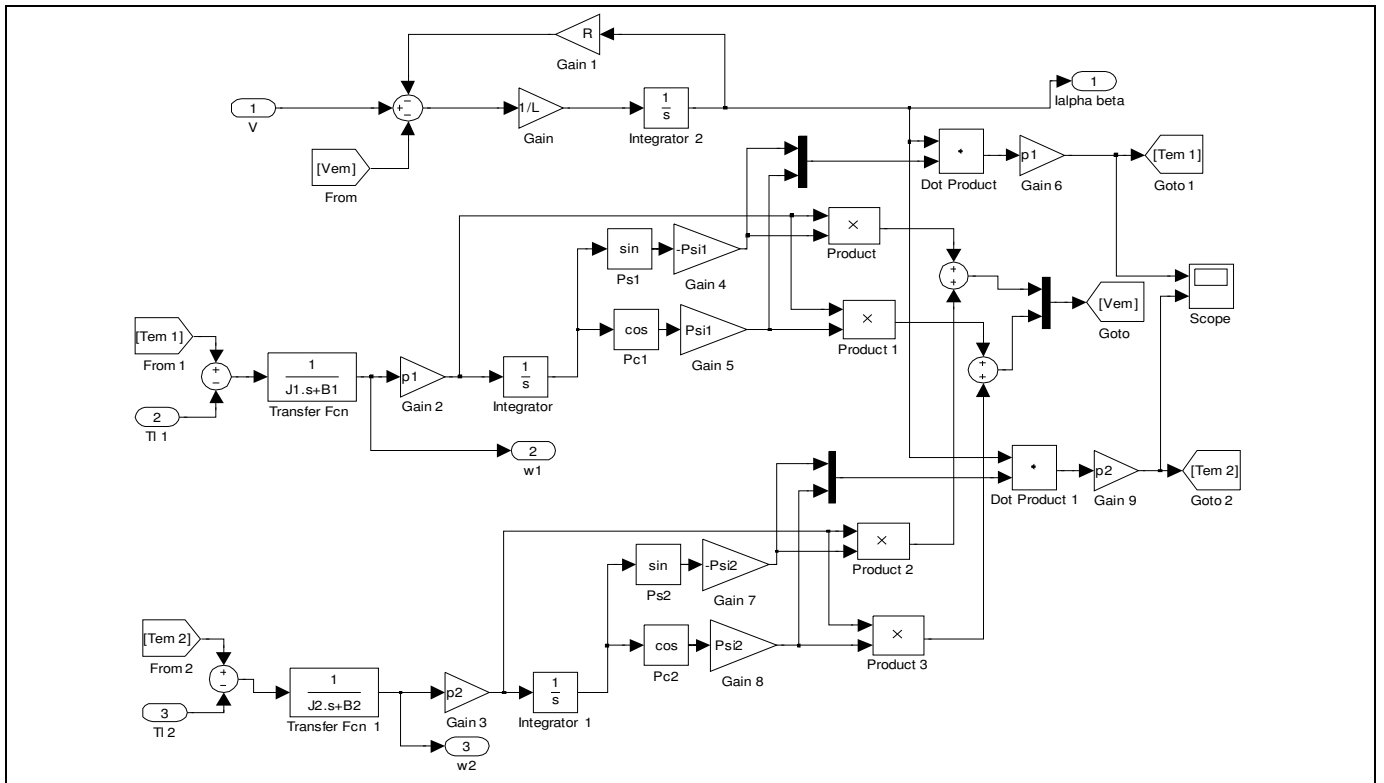 R
Gain 1
1
V
+
−
−
1/L
Gain
1
s
Integrator 2
1
Ialpha beta
[Vem]
From
•
Dot Product
p1
Gain 6
[Tem 1]
Goto 1
sin
Ps1
-Psi1
Gain 4
×
Product
+
+
[Vem]
Goto
Scope
cos
Pc1
Psi1
Gain 5
×
Product 1
+
+
[Tem 1]
From 1
+
−
1
J1.s+B1
Transfer Fcn
p1
Gain 2
1
s
Integrator
2
Tl 1
2
w1
•
Dot Product 1
p2
Gain 9
[Tem 2]
Goto 2
sin
Ps2
-Psi2
Gain 7
×
Product 2
cos
Pc2
Psi2
Gain 8
×
Product 3
[Tem 2]
From 2
+
−
1
J2.s+B2
Transfer Fcn 1
p2
Gain 3
1
s
Integrator 1
3
Tl 2
3
w2